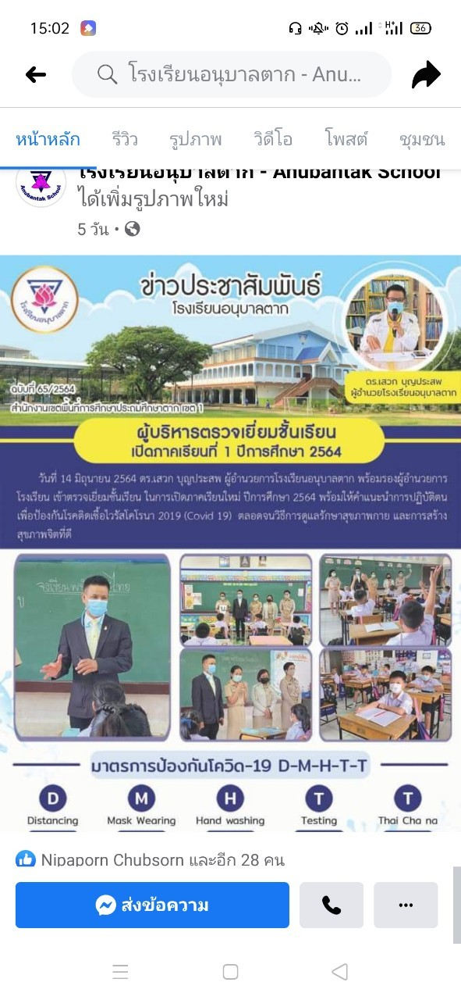 15:02
H+
36
โรงเรียนอนุบาลตาก - Anu...
หน้าหลัก รีวิว รูปภาพ วิดีโอ โพสต์ ชุมชน
โรงเรียนอนุบาลตาก - Anubantak School
ได้เพิ่มรูปภาพใหม่
5 วัน •
Anubantak School
ข่าวประชาสัมพันธ์
โรงเรียนอนุบาลตาก
โรงเรียนอนุบาลตาก
ฉบับที่ 65/2564
สำนักงานเขตพื้นที่การศึกษาประถมศึกษาตาก เขต 1
ดร.เสวก บุญประสพ
ผู้อำนวยโรงเรียนอนุบาลตาก
ผู้บริหารตรวจเยี่ยมชั้นเรียน
เปิดภาคเรียนที่ 1 ปีการศึกษา 2564
วันที่ 14 มิถุนายน 2564 ดร.เสวก บุญประสพ ผู้อำนวยการโรงเรียนอนุบาลตาก พร้อมรองผู้อำนวยการ
โรงเรียน เข้าตรวจเยี่ยมชั้นเรียน ในการเปิดภาคเรียนใหม่ ปีการศึกษา 2564 พร้อมให้คำแนะนำการปฏิบัติตน
เพื่อป้องกันโรคติดเชื้อไวรัสโคโรนา 2019 (Covid 19) ตลอดจนวิธีการดูแลรักษาสุขภาพกาย และการสร้าง
สุขภาพจิตที่ดี
มาตรการป้องกันโควิด-19 D-M-H-T-T
D M H T T
Distancing Mask Wearing Hand washing Testing Thai Cha na
Nipaporn Chubsorn และอีก 28 คน
ส่งข้อความ